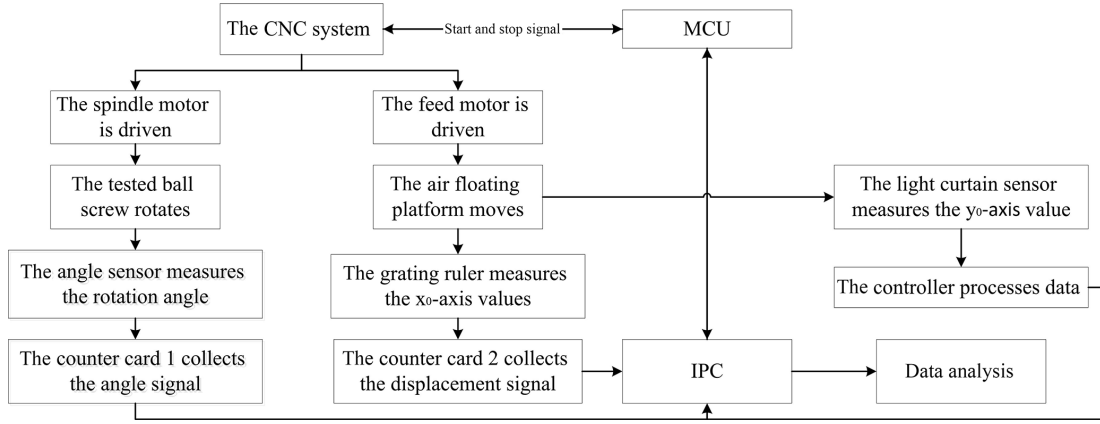 The CNC system
Start and stop signal
MCU
The spindle motor
is driven
The feed motor is
driven
The tested ball
screw rotates
The air floating
platform moves
The light curtain sensor
measures the y₀-axis value
The angle sensor measures
the rotation angle
The grating ruler measures
the x₀-axis values
The controller processes data
The counter card 1 collects
the angle signal
The counter card 2 collects
the displacement signal
IPC
Data analysis